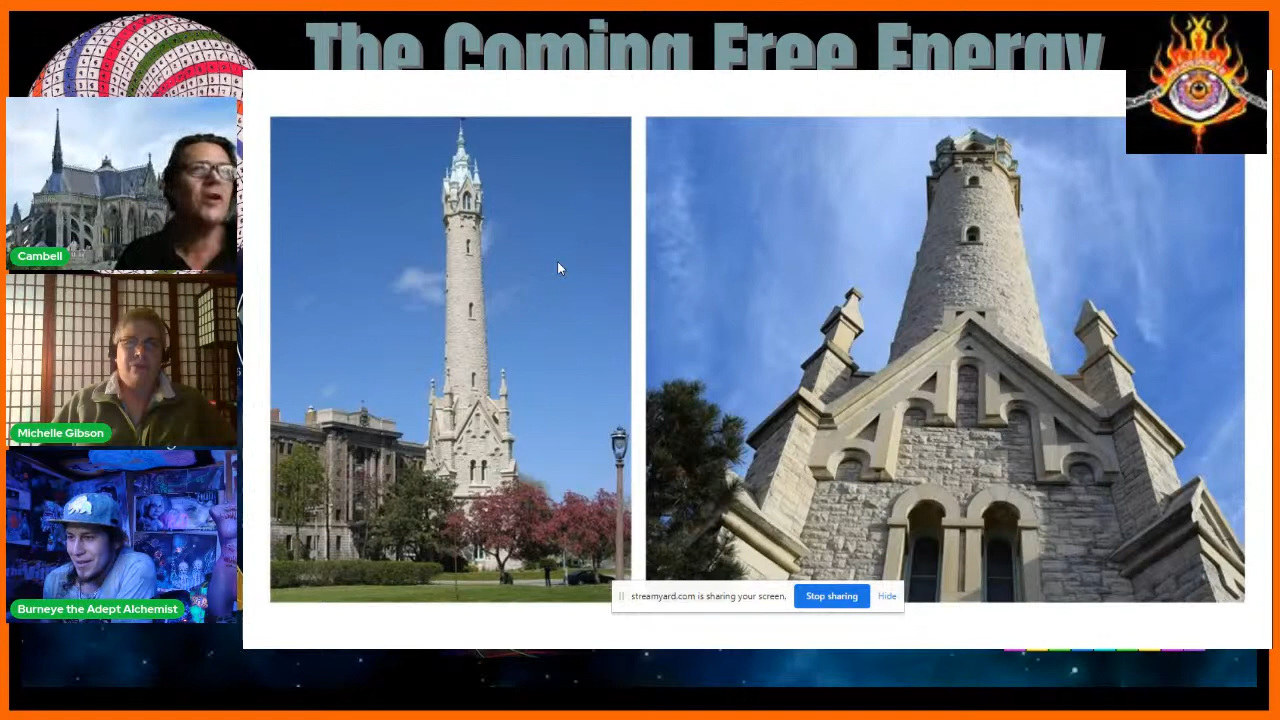 The Coming Free Energy
Cambell
Michelle Gibson
Burneye the Adept Alchemist
streamyard.com is sharing your screen.
Stop sharing
Hide